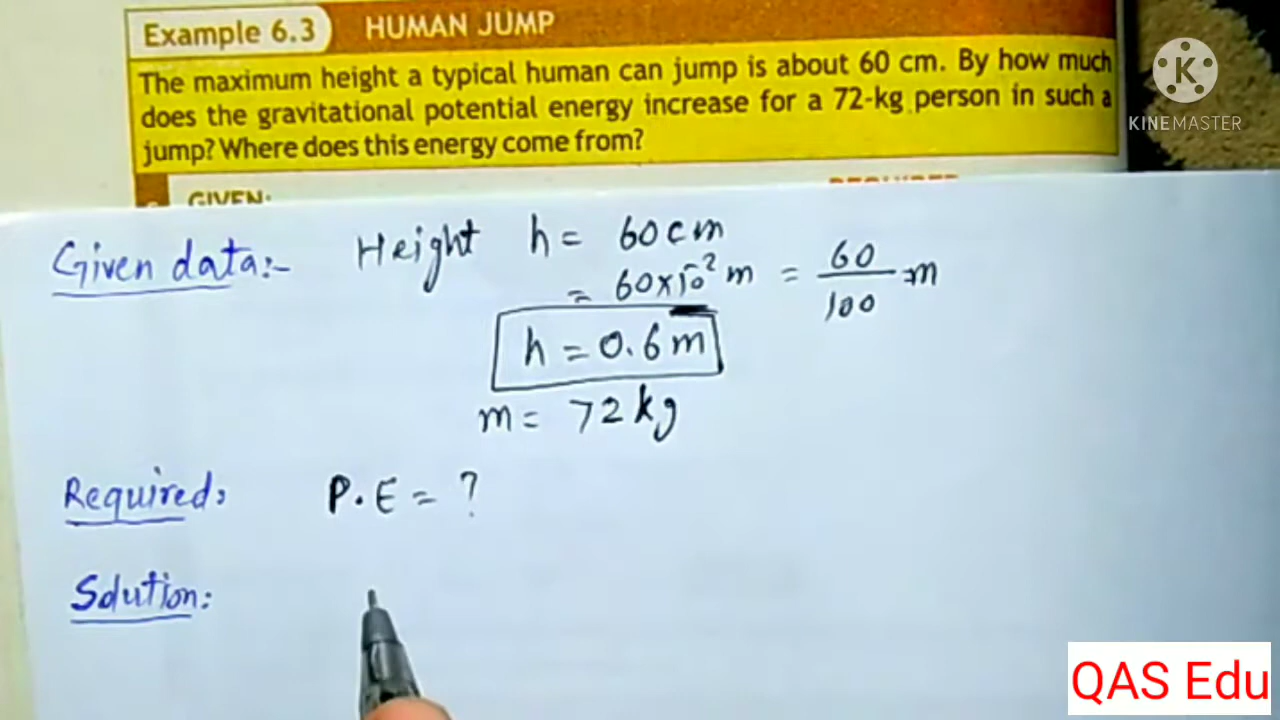 Example 6.3 HUMAN JUMP
The maximum height a typical human can jump is about 60 cm. By how much
does the gravitational potential energy increase for a 72-kg person in such a
jump? Where does this energy come from?
KINEMASTER
GIVEN:
Given data:- Height h = 60cm
= 60×10⁻² m = 60/100 m
h = 0.6m
m = 72kg
Required: P.E = ?
Solution:
QAS Edu